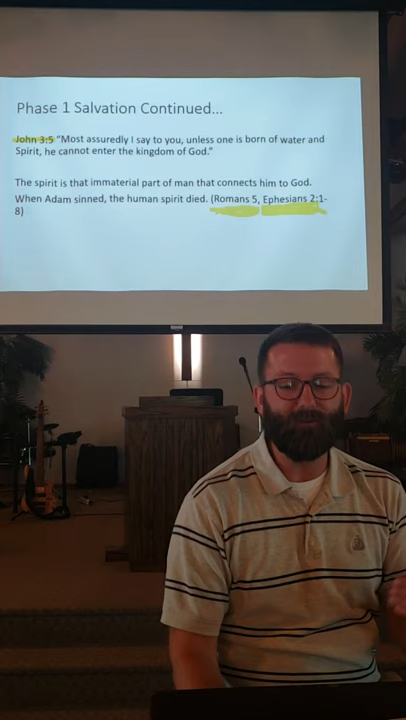 Phase 1 Salvation Continued...
John 3:5 “Most assuredly I say to you, unless one is born of water and
Spirit, he cannot enter the kingdom of God.”
The spirit is that immaterial part of man that connects him to God.
When Adam sinned, the human spirit died. (Romans 5, Ephesians 2:1-
8)